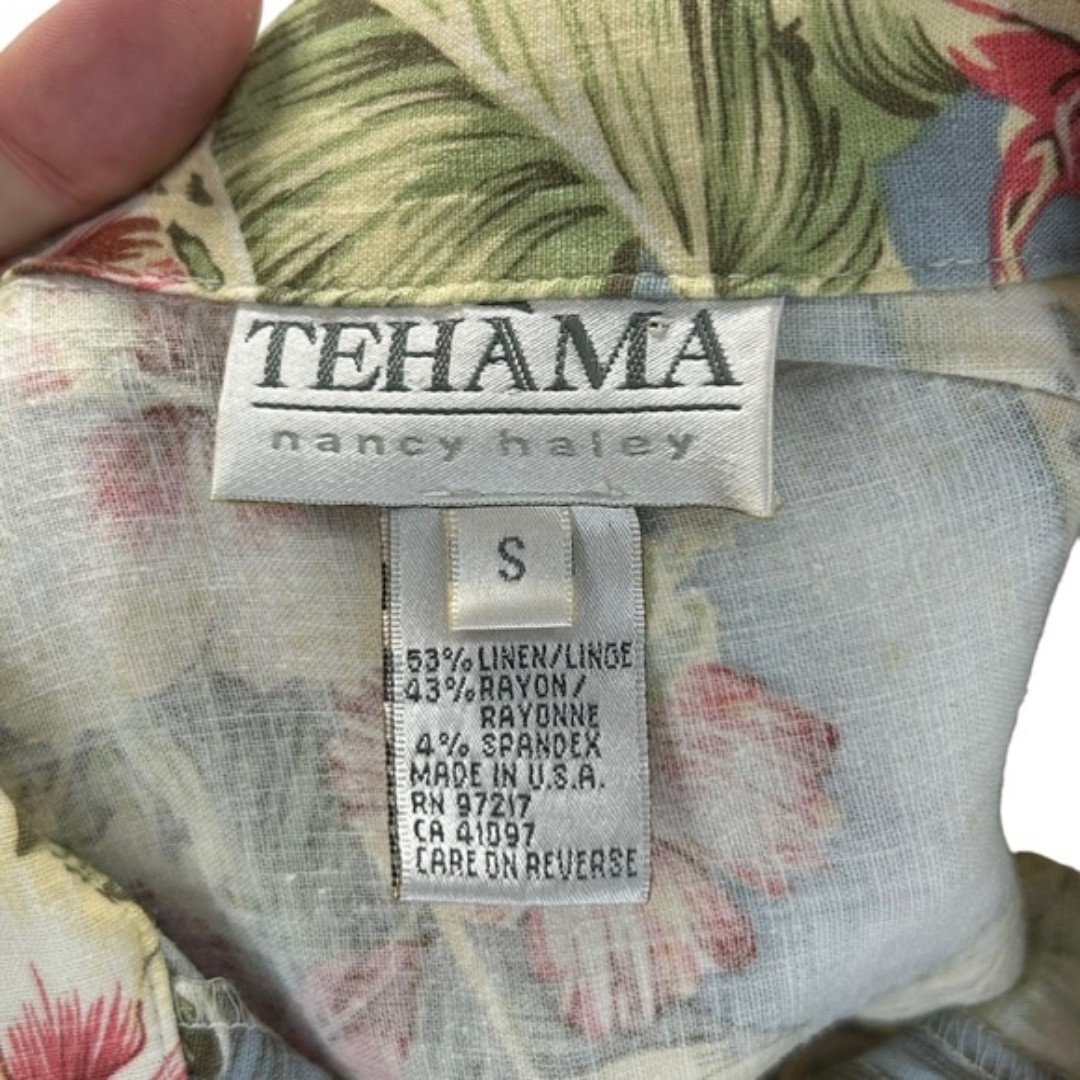 TEHAMA
nancy haley
S
53% LINEN/LINGE
43% RAYON/
RAYONNE
4% SPANDEX
MADE IN U.S.A.
RN 97217
CA 41097
CARE ON REVERSE